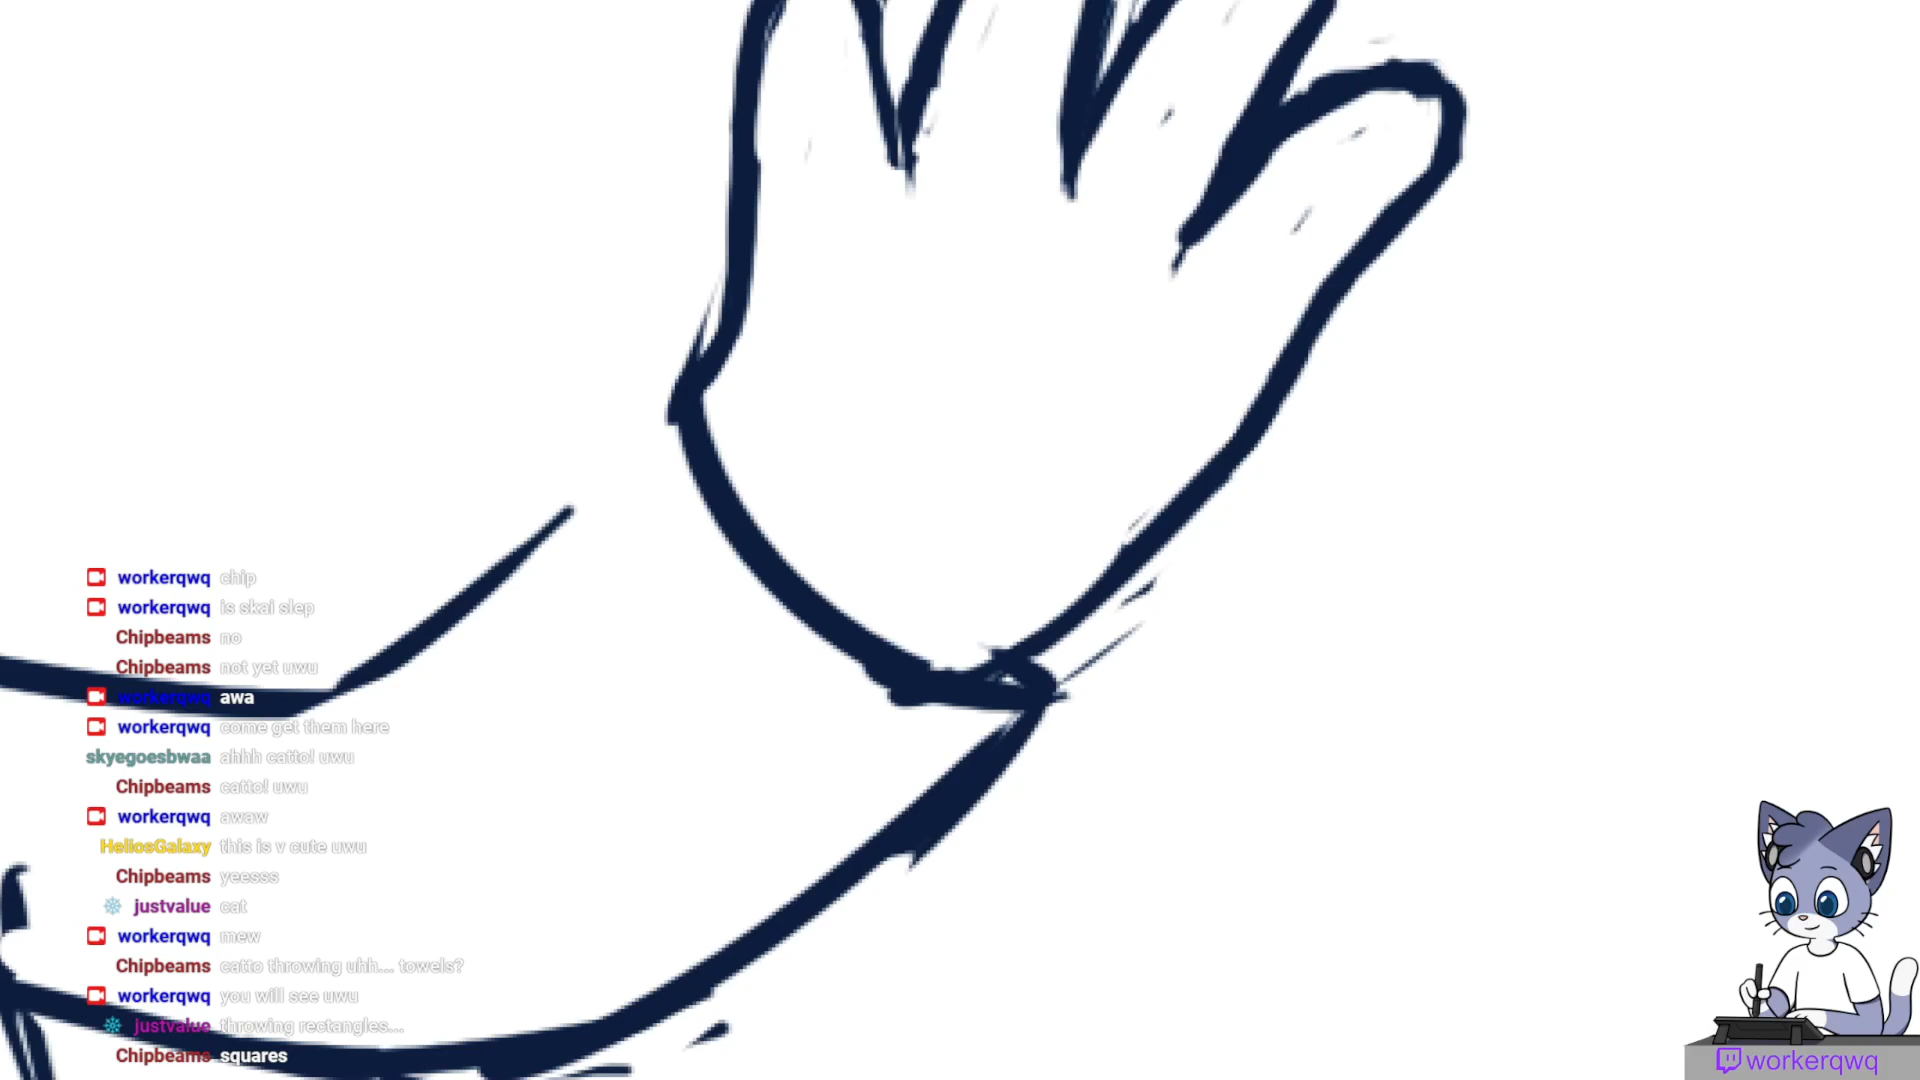 workerqwq chip
workerqwq is skai slep
Chipbeams no
Chipbeams not yet uwu
workerqwq awa
workerqwq come get them here
skyegoesbwaa ahhh catto! uwu
Chipbeams catto! uwu
workerqwq awaw
HeliosGalaxy this is v cute uwu
Chipbeams yeesss
justvalue cat
workerqwq mew
Chipbeams catto throwing uhh... towels?
workerqwq you will see uwu
justvalue throwing rectangles...
Chipbeams squares
workerqwq